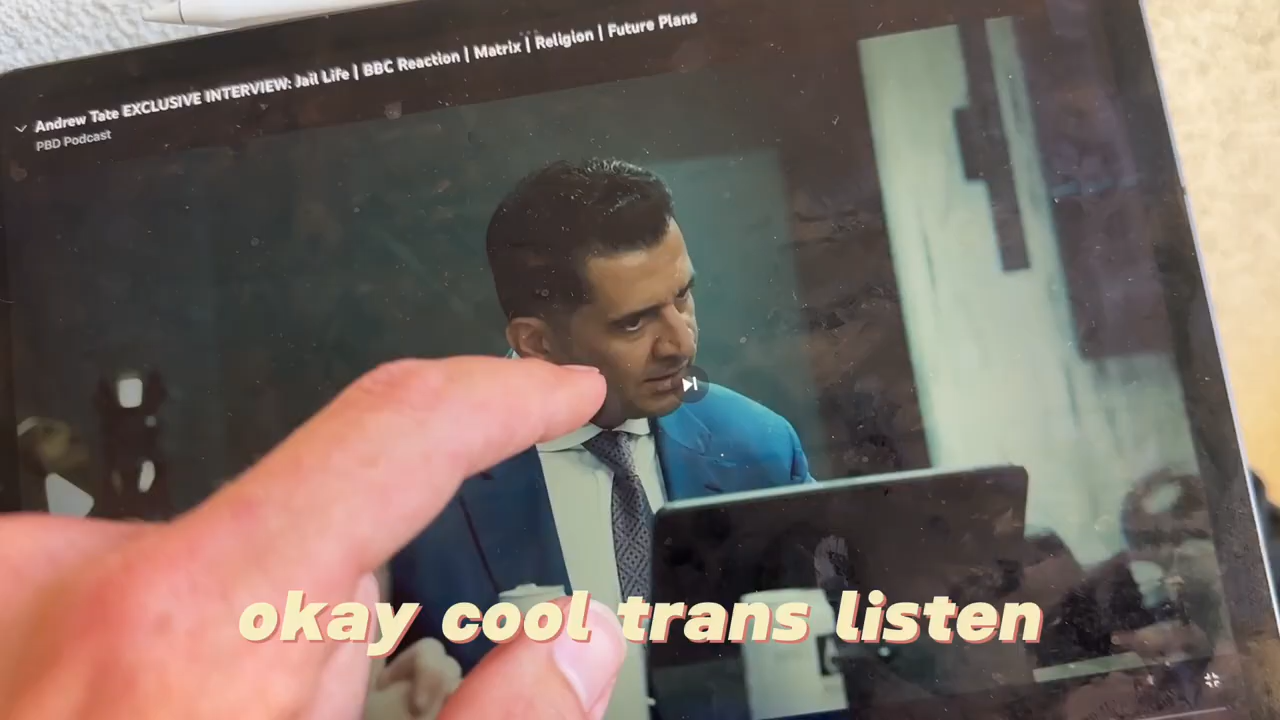 Andrew Tate EXCLUSIVE INTERVIEW: Jail Life | BBC Reaction | Matrix | Religion | Future Plans
PBD Podcast
okay cool trans listen